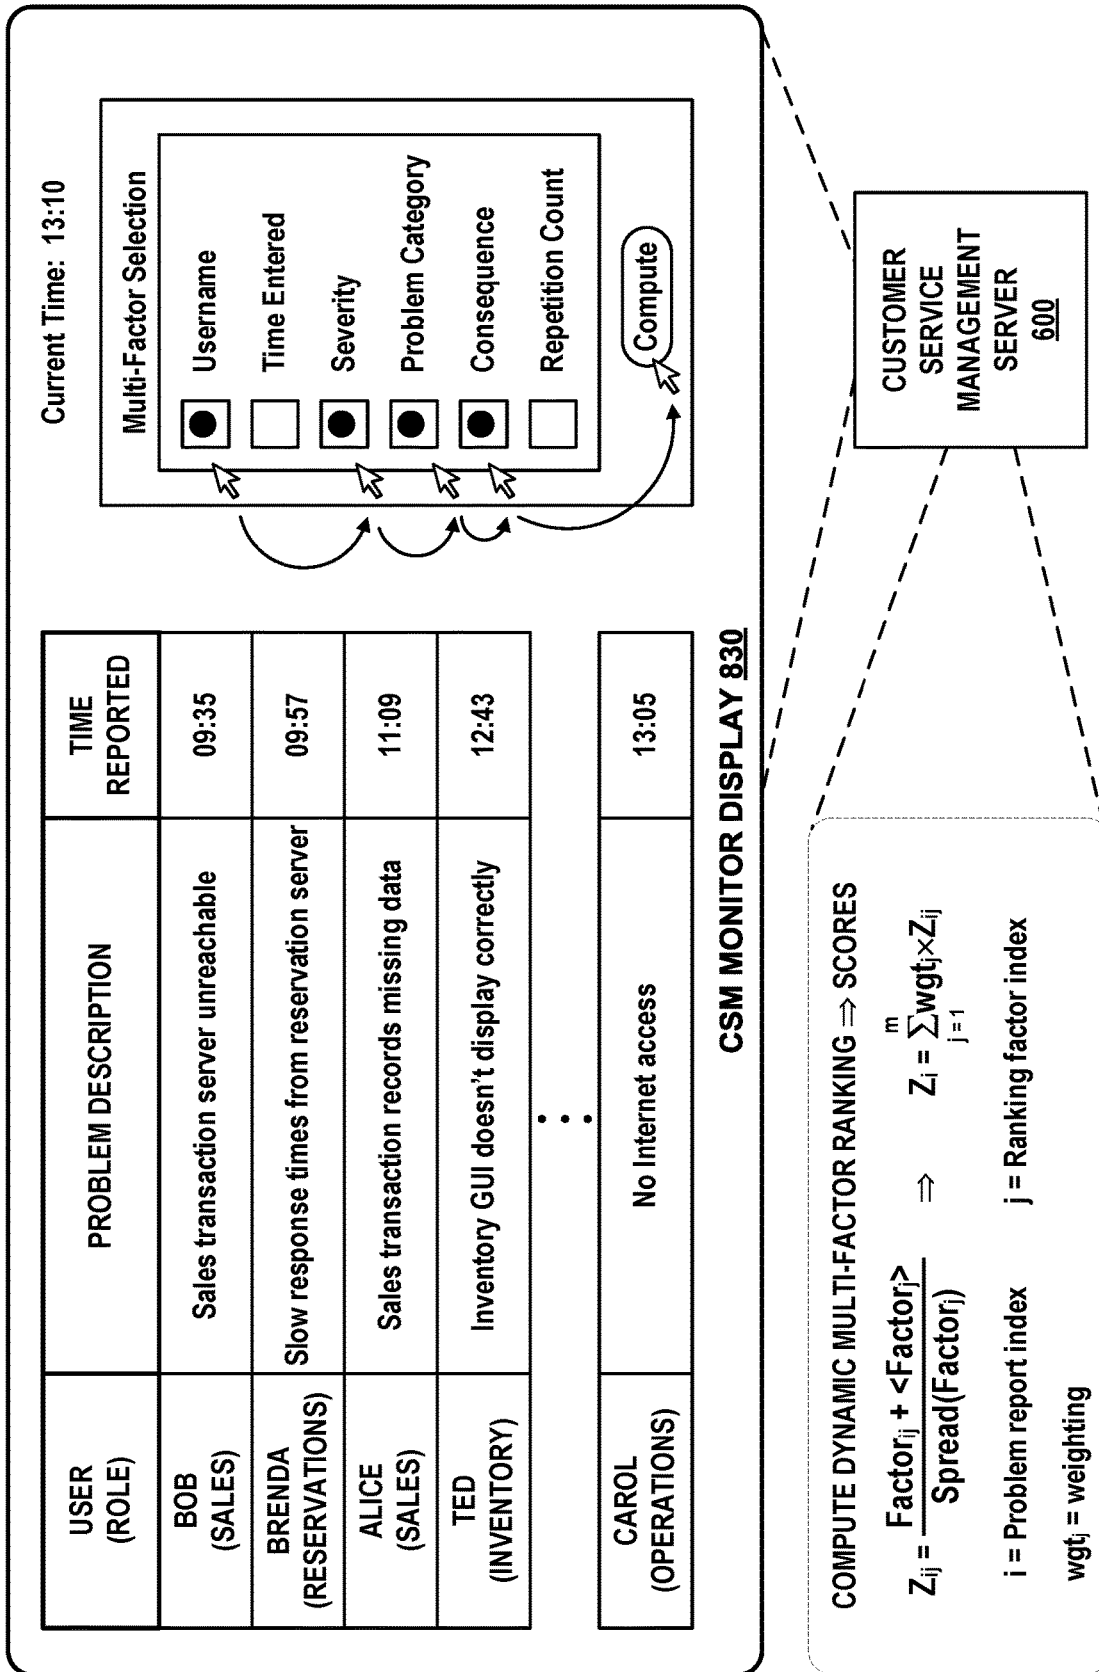 Current Time: 13:10
USER (ROLE) PROBLEM DESCRIPTION TIME REPORTED
BOB (SALES) Sales transaction server unreachable 09:35
BRENDA (RESERVATIONS) Slow response times from reservation server 09:57
ALICE (SALES) Sales transaction records missing data 11:09
TED (INVENTORY) Inventory GUI doesn't display correctly 12:43
• • •
CAROL (OPERATIONS) No Internet access 13:05
Multi-Factor Selection
Username
Time Entered
Severity
Problem Category
Consequence
Repetition Count
Compute
CSM MONITOR DISPLAY 830
COMPUTE DYNAMIC MULTI-FACTOR RANKING ⇒ SCORES
Zij = Factorij + <Factorj> / Spread(Factorj) ⇒ Zi = m ∑ j = 1 wgtj×Zij
i = Problem report index j = Ranking factor index
wgtj = weighting
CUSTOMER
SERVICE
MANAGEMENT
SERVER
600